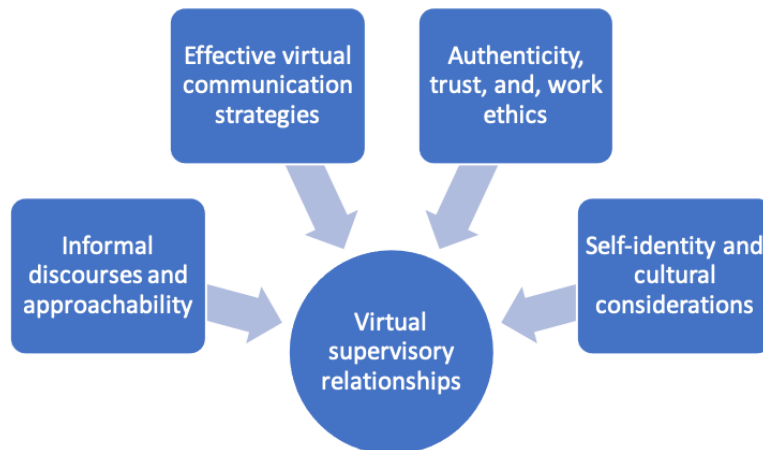 Effective virtual
communication
strategies
Authenticity,
trust, and, work
ethics
Informal
discourses and
approachability
Self-identity and
cultural
considerations
Virtual
supervisory
relationships